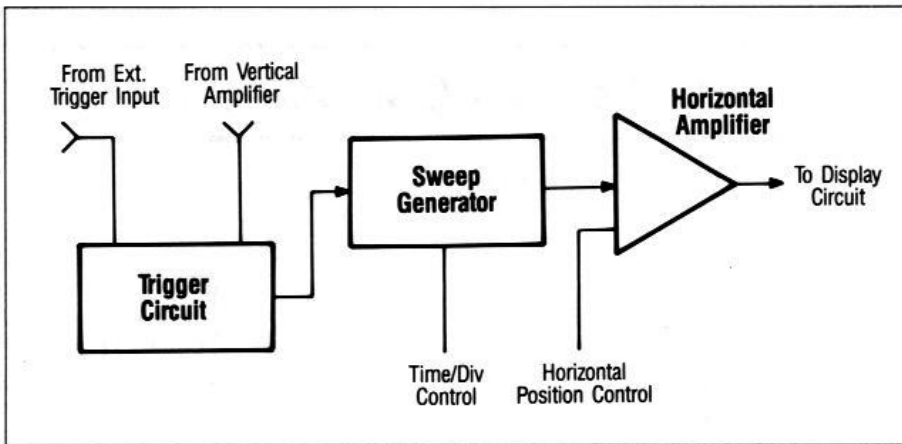 From Ext.
Trigger Input
From Vertical
Amplifier
Horizontal
Amplifier
Sweep
Generator
To Display
Circuit
Trigger
Circuit
Time/Div
Control
Horizontal
Position Control